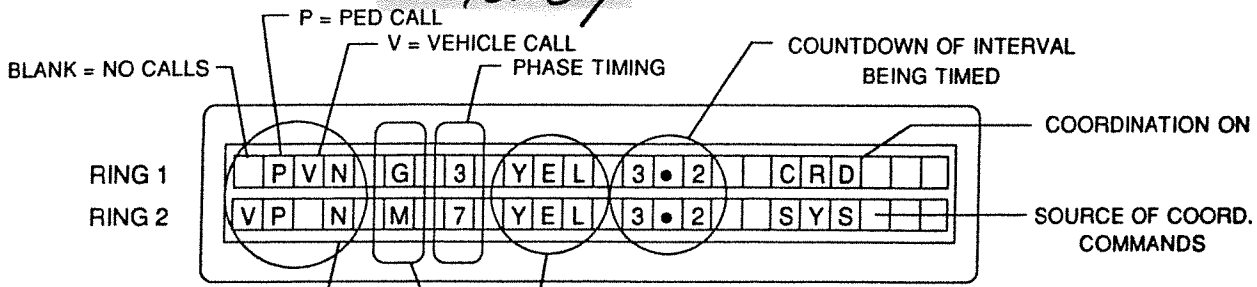 P = PED CALL
V = VEHICLE CALL
BLANK = NO CALLS
PHASE TIMING
COUNTDOWN OF INTERVAL
BEING TIMED
COORDINATION ON
RING 1 P V N G 3 Y E L 3 • 2 C R D
RING 2 V P N M 7 Y E L 3 • 2 S Y S
SOURCE OF COORD.
COMMANDS